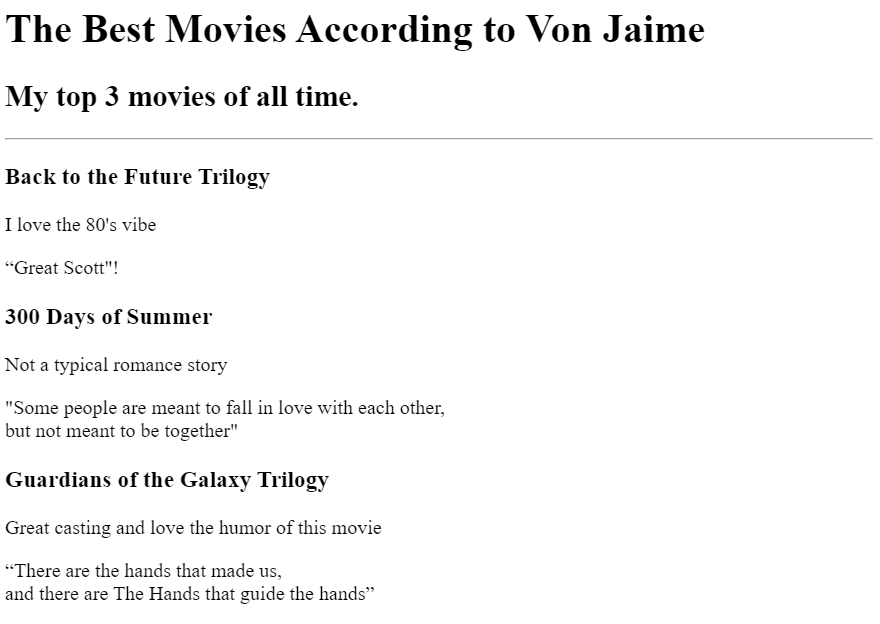 The Best Movies According to Von Jaime
My top 3 movies of all time.
Back to the Future Trilogy
I love the 80's vibe
“Great Scott"!
300 Days of Summer
Not a typical romance story
"Some people are meant to fall in love with each other,
but not meant to be together"
Guardians of the Galaxy Trilogy
Great casting and love the humor of this movie
“There are the hands that made us,
and there are The Hands that guide the hands”